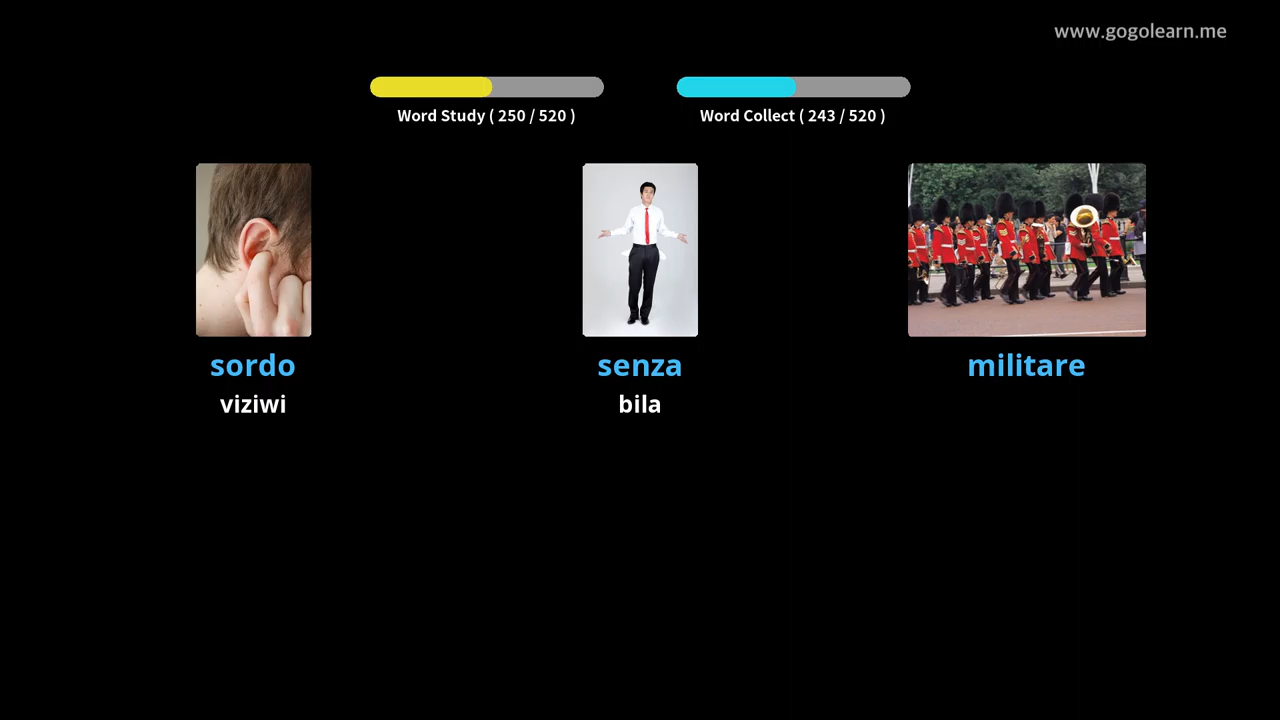 www.gogolearn.me
Word Study ( 250 / 520 )
Word Collect ( 243 / 520 )
sordo
viziwi
senza
bila
militare